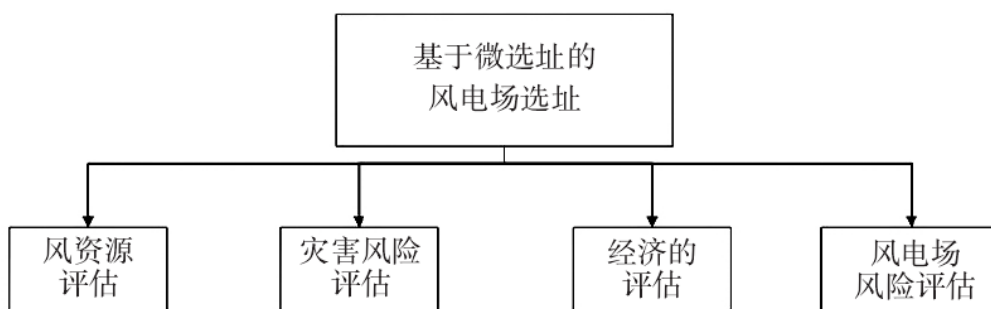 基于微选址的
风电场选址
风资源
评估
灾害风险
评估
经济的
评估
风电场
风险评估